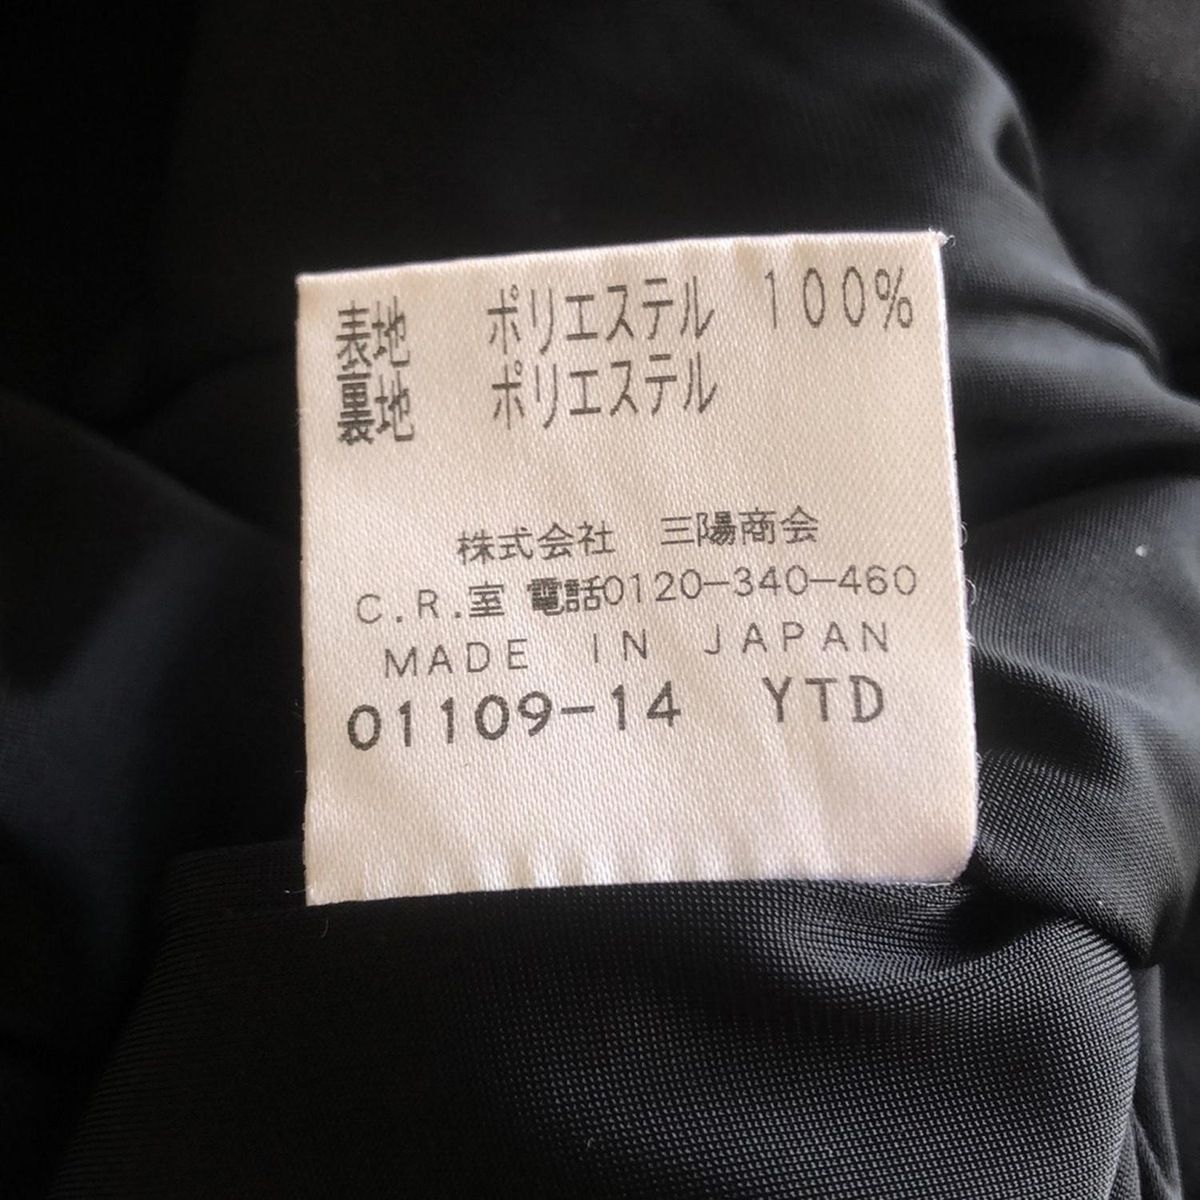 表地 ポリエステル 100%
裏地 ポリエステル
株式会社 三陽商会
C.R.室 電話0120-340-460
MADE IN JAPAN
01109-14 YTD